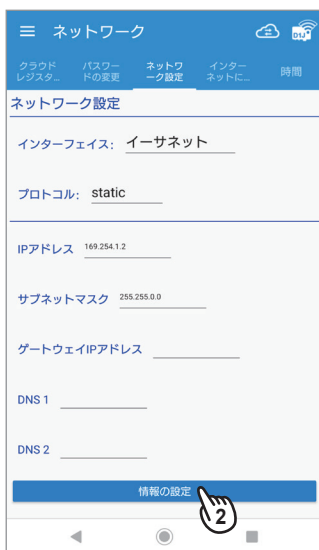 ネットワーク
D1J
クラウド
レジスタ...
パスワー
ドの変更
ネットワ
ーク設定
インター
ネットに...
時間
ネットワーク設定
インターフェイス: イーサネット
プロトコル: static
IPアドレス 169.254.1.2
サブネットマスク 255.255.0.0
ゲートウェイIPアドレス
DNS 1
DNS 2
情報の設定
2